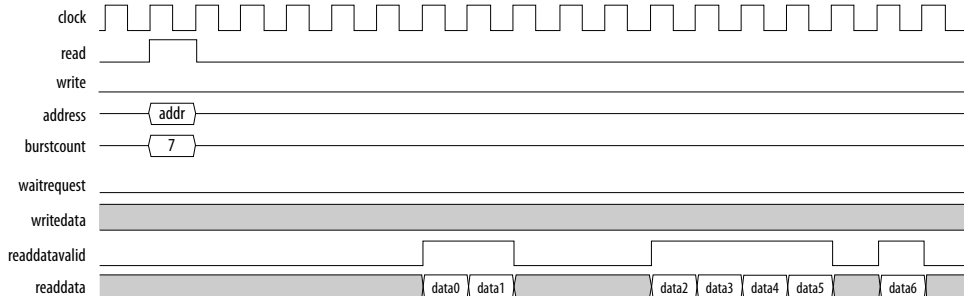 clock
read
write
address addr
burstcount 7
waitrequest
writedata
readdatavalid
readdata data0 data1 data2 data3 data4 data5 data6